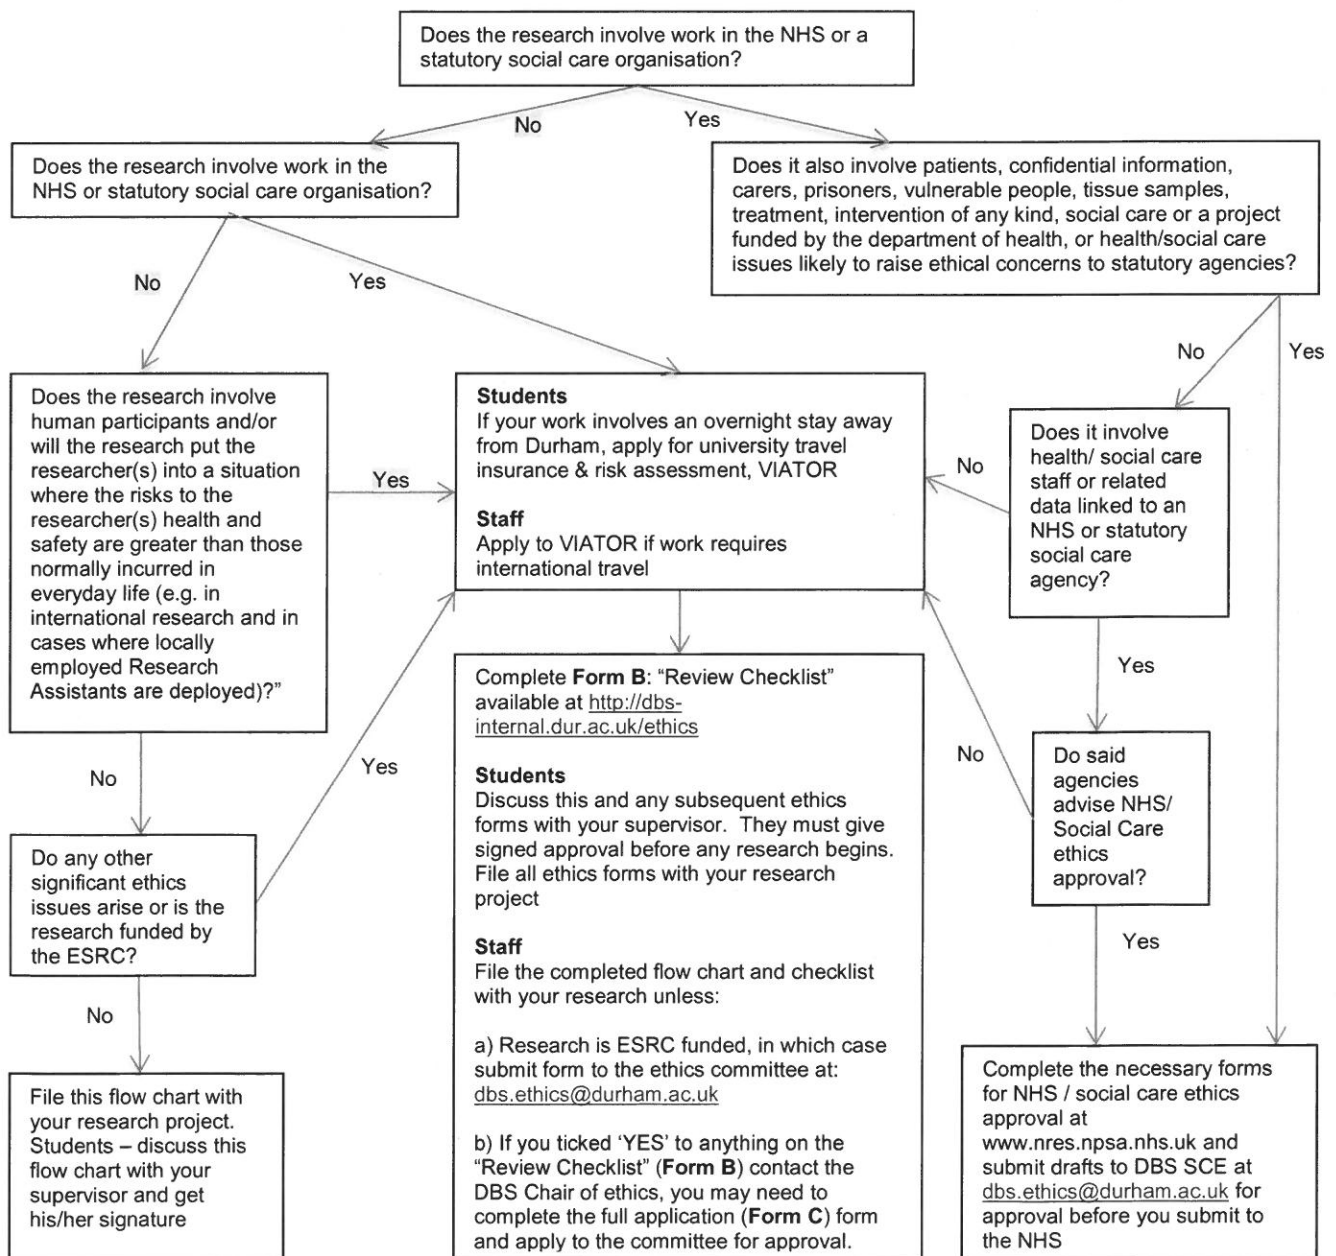 Does the research involve work in the NHS or a
statutory social care organisation?
No
Yes
Does the research involve work in the
NHS or statutory social care organisation?
Does it also involve patients, confidential information,
carers, prisoners, vulnerable people, tissue samples,
treatment, intervention of any kind, social care or a project
funded by the department of health, or health/social care
issues likely to raise ethical concerns to statutory agencies?
No
Yes
No
Yes
Does the research involve
human participants and/or
will the research put the
researcher(s) into a situation
where the risks to the
researcher(s) health and
safety are greater than those
normally incurred in
everyday life (e.g. in
international research and in
cases where locally
employed Research
Assistants are deployed)?”
Yes
Students
If your work involves an overnight stay away
from Durham, apply for university travel
insurance & risk assessment, VIATOR
Staff
Apply to VIATOR if work requires
international travel
No
Does it involve
health/ social care
staff or related
data linked to an
NHS or statutory
social care
agency?
Yes
No
Yes
Complete Form B: “Review Checklist”
available at http://dbs-
internal.dur.ac.uk/ethics
Students
Discuss this and any subsequent ethics
forms with your supervisor. They must give
signed approval before any research begins.
File all ethics forms with your research
project
Staff
File the completed flow chart and checklist
with your research unless:
a) Research is ESRC funded, in which case
submit form to the ethics committee at:
dbs.ethics@durham.ac.uk
b) If you ticked ‘YES’ to anything on the
“Review Checklist” (Form B) contact the
DBS Chair of ethics, you may need to
complete the full application (Form C) form
and apply to the committee for approval.
No
Do said
agencies
advise NHS/
Social Care
ethics
approval?
Yes
Do any other
significant ethics
issues arise or is the
research funded by
the ESRC?
No
File this flow chart with
your research project.
Students – discuss this
flow chart with your
supervisor and get
his/her signature
Complete the necessary forms
for NHS / social care ethics
approval at
www.nres.npsa.nhs.uk and
submit drafts to DBS SCE at
dbs.ethics@durham.ac.uk for
approval before you submit to
the NHS